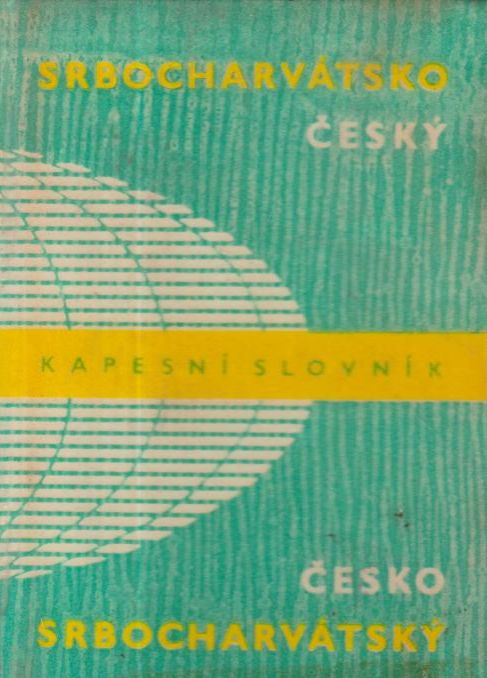 SRBOCHARVÁTSKO
ČESKÝ
KAPESNÍ SLOVNÍK
ČESKO
SRBOCHARVÁTSKÝ